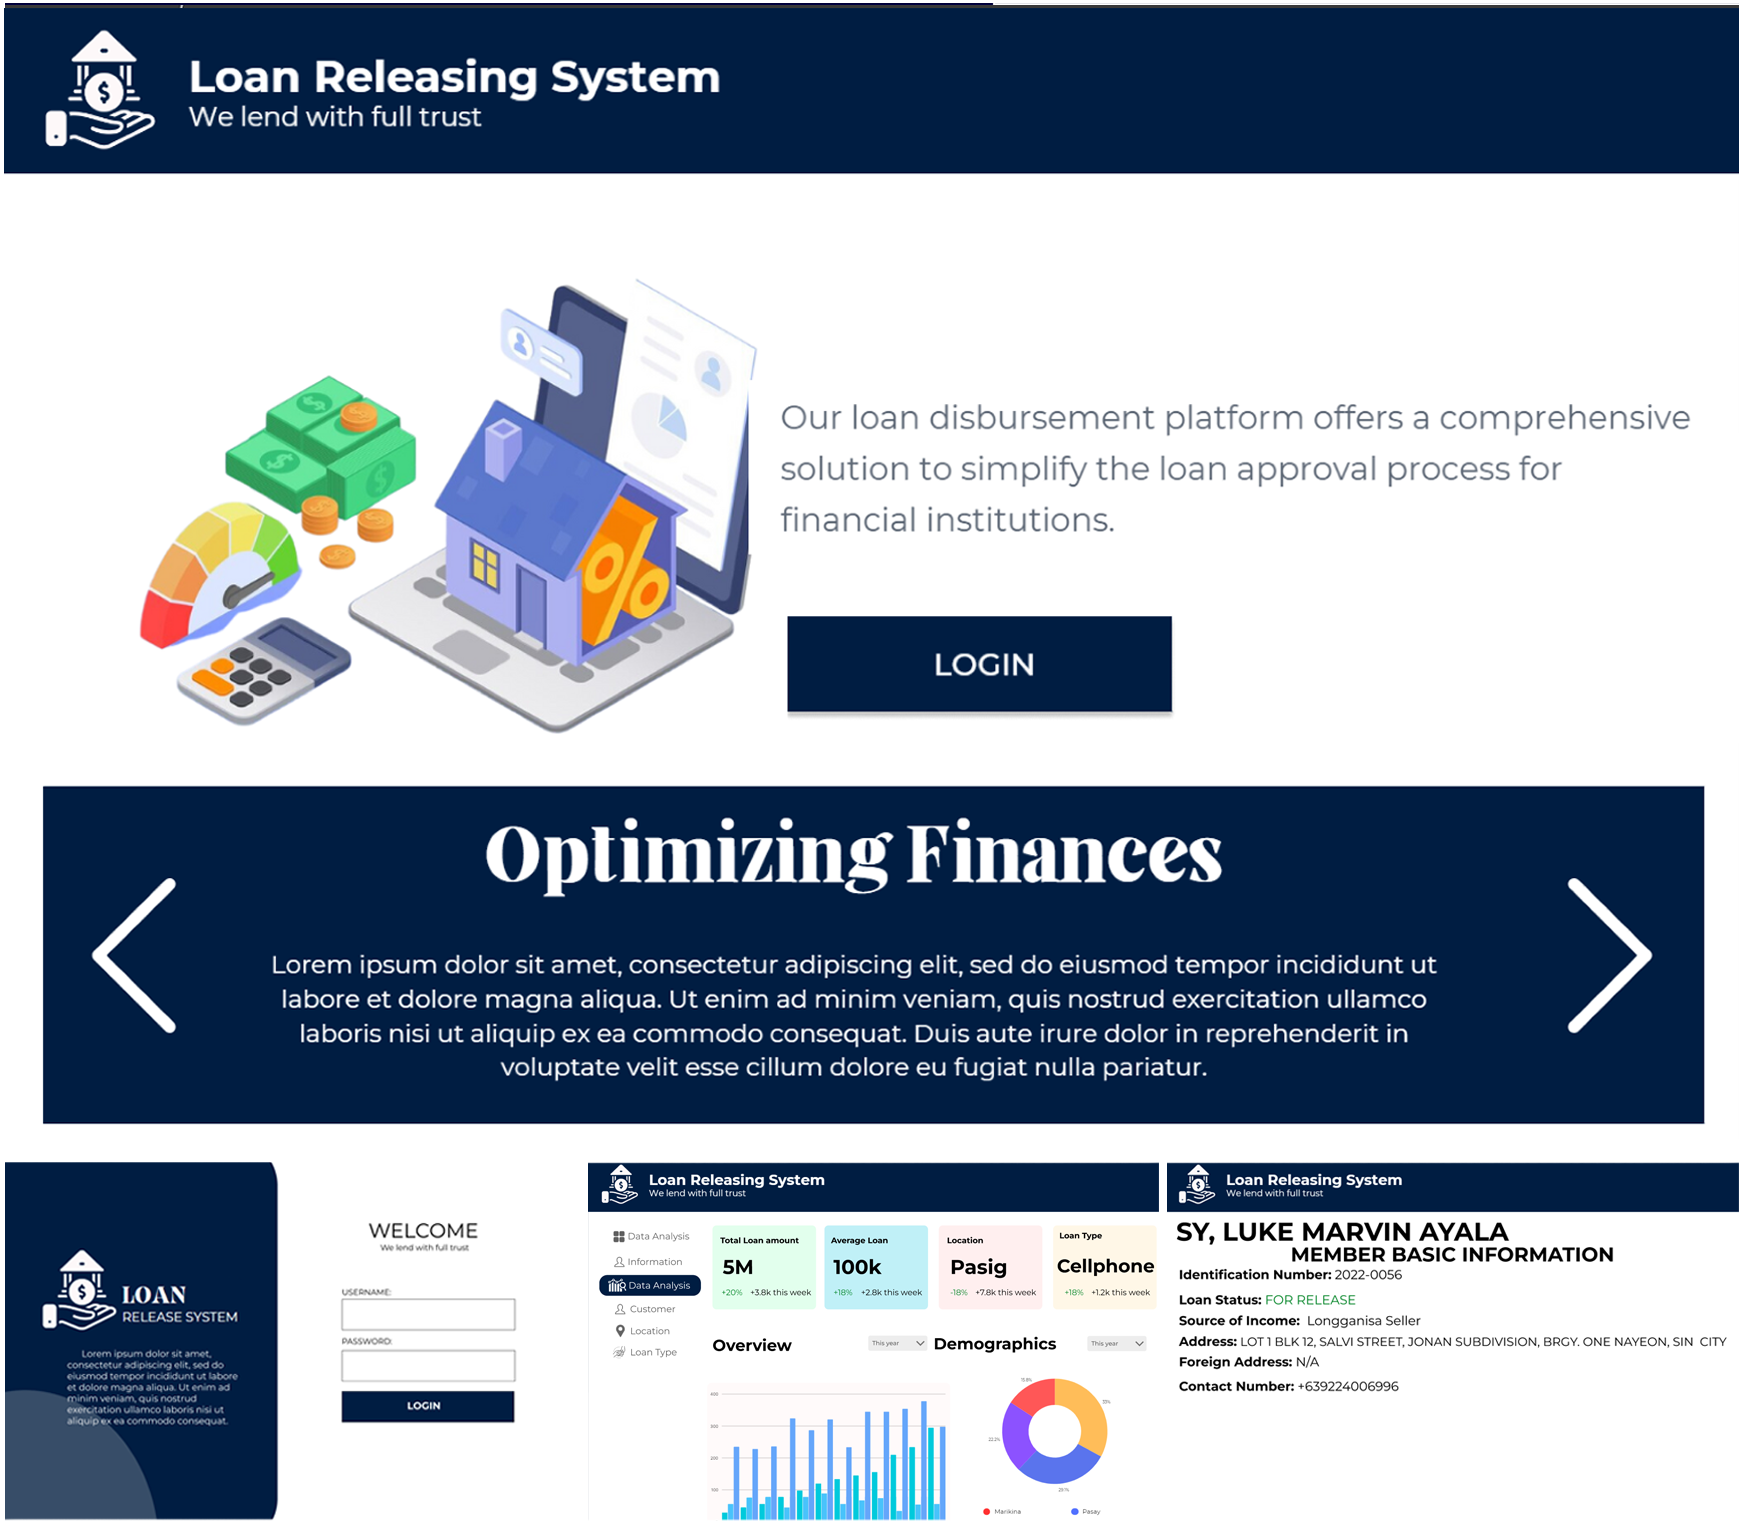 Loan Releasing System
We lend with full trust
Our loan disbursement platform offers a comprehensive
solution to simplify the loan approval process for
financial institutions.
LOGIN
Optimizing Finances
Lorem ipsum dolor sit amet, consectetur adipiscing elit, sed do eiusmod tempor incididunt ut
labore et dolore magna aliqua. Ut enim ad minim veniam, quis nostrud exercitation ullamco
laboris nisi ut aliquip ex ea commodo consequat. Duis aute irure dolor in reprehenderit in
voluptate velit esse cillum dolore eu fugiat nulla pariatur.
LOAN
RELEASE SYSTEM
Lorem ipsum dolor sit amet,
consectetur adipiscing elit, sed do
eiusmod tempor incididunt ut labore
et dolore magna aliqua. Ut enim ad
minim veniam, quis nostrud
exercitation ullamco laboris nisi ut
aliquip ex ea commodo consequat.
WELCOME
We lend with full trust
USERNAME:
PASSWORD:
LOGIN
Loan Releasing System
We lend with full trust
Data Analysis
Information
Data Analysis
Customer
Location
Loan Type
Total Loan amount
5M
+20% +3.8k this week
Average Loan
100k
+18% +2.8k this week
Location
Pasig
-18% +7.8k this week
Loan Type
Cellphone
+18% +1.2k this week
Overview
This year
400
300
200
100
Demographics
This year
15.8%
33%
22.2%
29.1%
Marikina
Pasay
Loan Releasing System
We lend with full trust
SY, LUKE MARVIN AYALA
MEMBER BASIC INFORMATION
Identification Number: 2022-0056
Loan Status: FOR RELEASE
Source of Income: Longganisa Seller
Address: LOT 1 BLK 12, SALVI STREET, JONAN SUBDIVISION, BRGY. ONE NAYEON, SIN CITY
Foreign Address: N/A
Contact Number: +639224006996